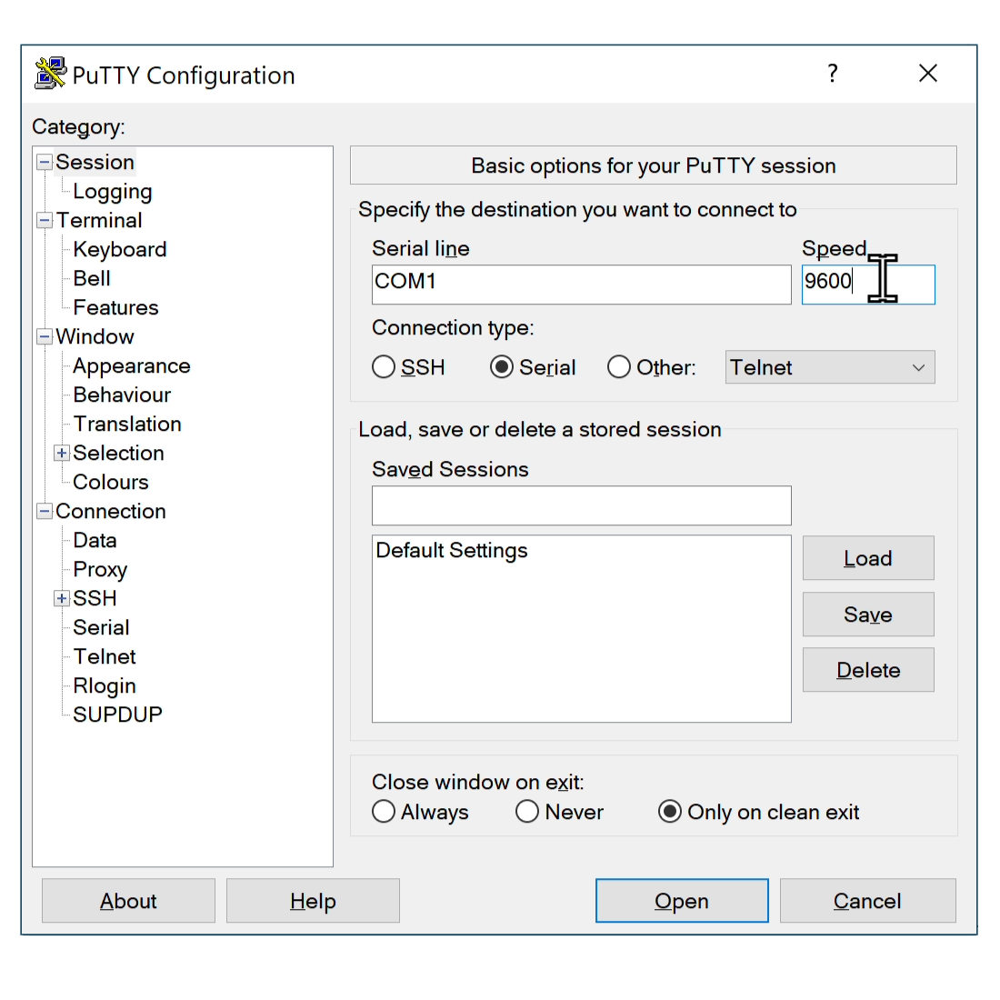 PuTTY Configuration
?
Category:
Session
Logging
Terminal
Keyboard
Bell
Features
Window
Appearance
Behaviour
Translation
Selection
Colours
Connection
Data
Proxy
SSH
Serial
Telnet
Rlogin
SUPDUP
Basic options for your PuTTY session
Specify the destination you want to connect to
Serial line Speed
COM1 9600
Connection type:
SSH Serial Other: Telnet
Load, save or delete a stored session
Saved Sessions
Default Settings
Load
Save
Delete
Close window on exit:
Always Never Only on clean exit
About Help Open Cancel